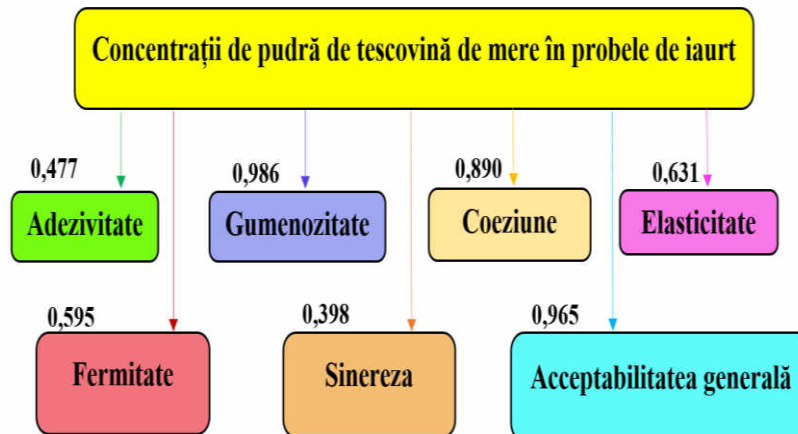 Concentrații de pudră de tescovină de mere în probele de iaurt
0,477
0,986
0,890
0,631
Adezivitate
Gumenozitate
Coeziune
Elasticitate
0,595
0,398
0,965
Fermitate
Sinereza
Acceptabilitatea generală